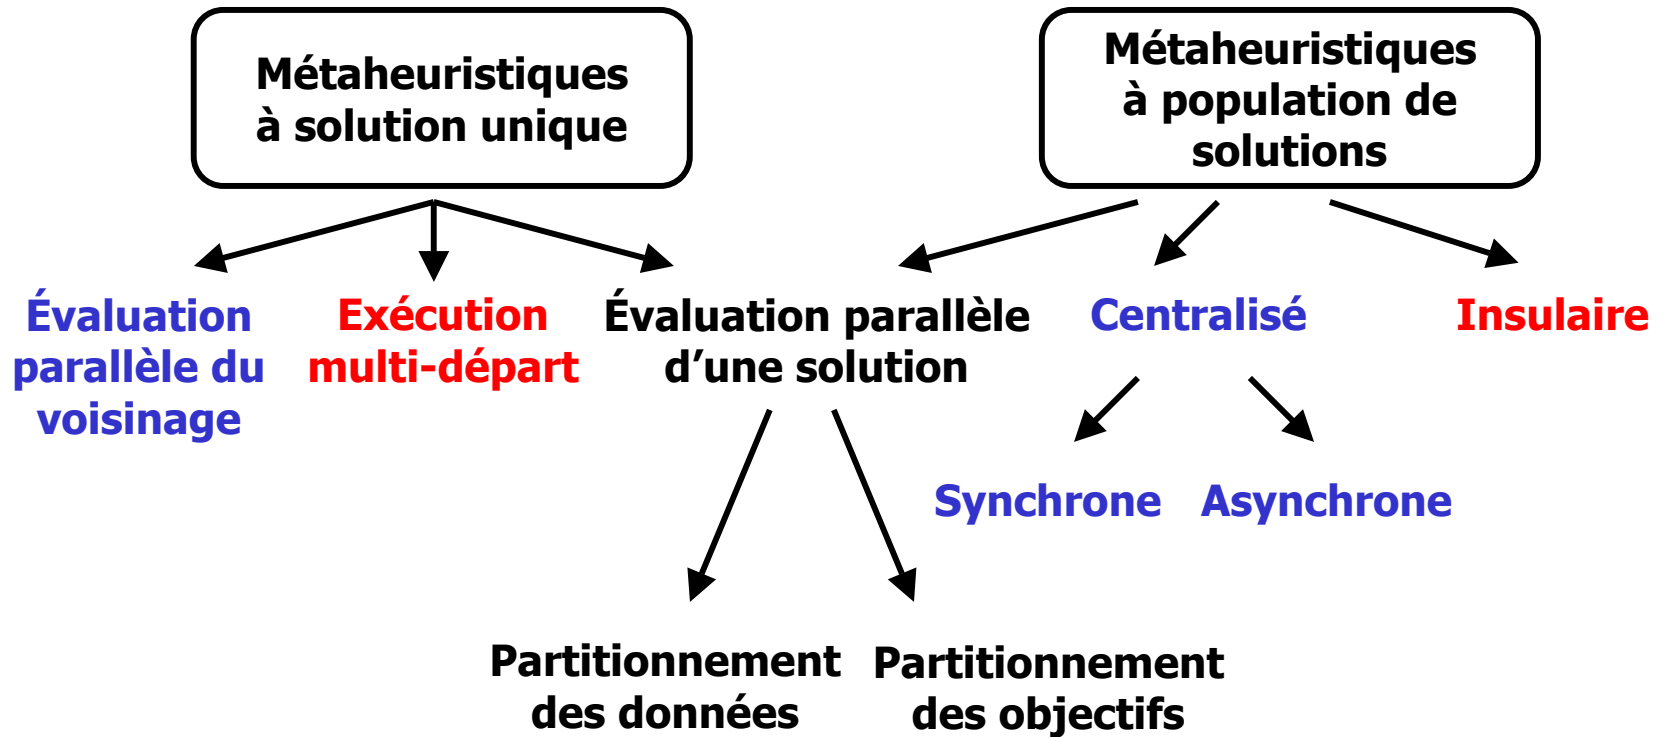 Métaheuristiques
à solution unique
Métaheuristiques
à population de
solutions
Évaluation
parallèle du
voisinage
Exécution
multi-départ
Évaluation parallèle
d’une solution
Centralisé
Insulaire
Synchrone
Asynchrone
Partitionnement
des données
Partitionnement
des objectifs